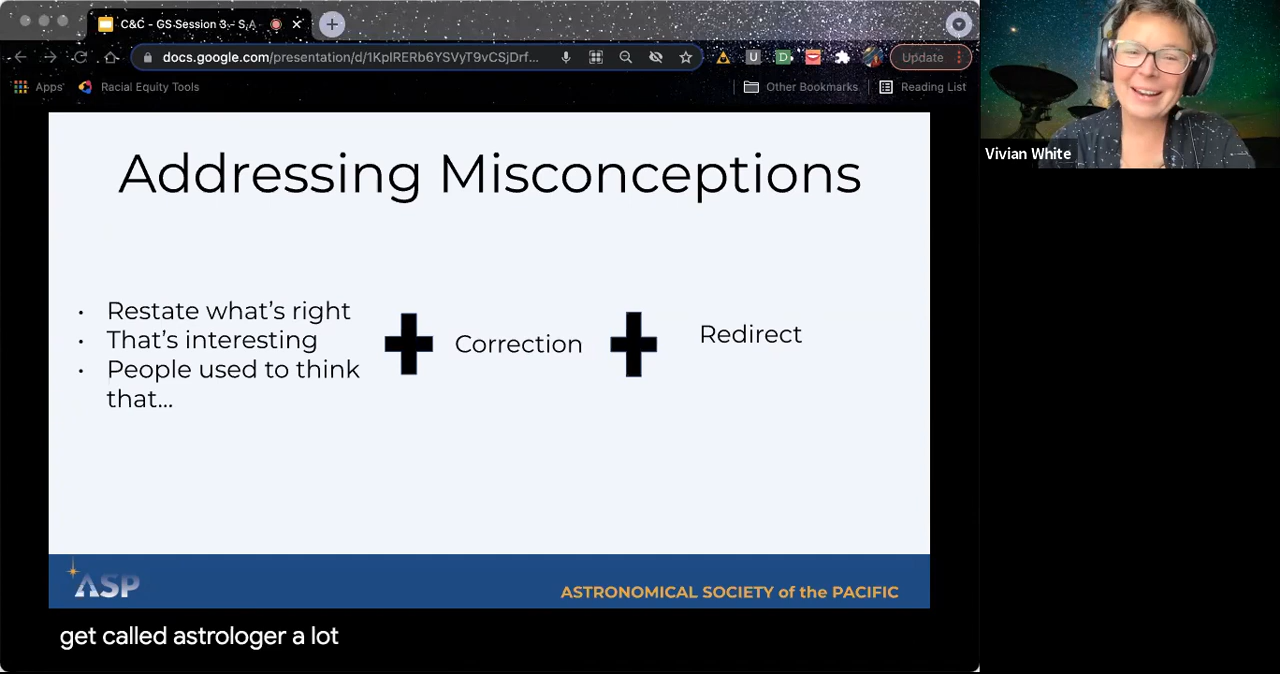 C&C - GS Session 3 - S,A
docs.google.com/presentation/d/1KpIRERb6YSVyT9vCSjDrf...
Update
Apps
Racial Equity Tools
Other Bookmarks
Reading List
Vivian White
Addressing Misconceptions
• Restate what's right
• That's interesting
• People used to think
that...
Correction
Redirect
ASP
ASTRONOMICAL SOCIETY of the PACIFIC
get called astrologer a lot